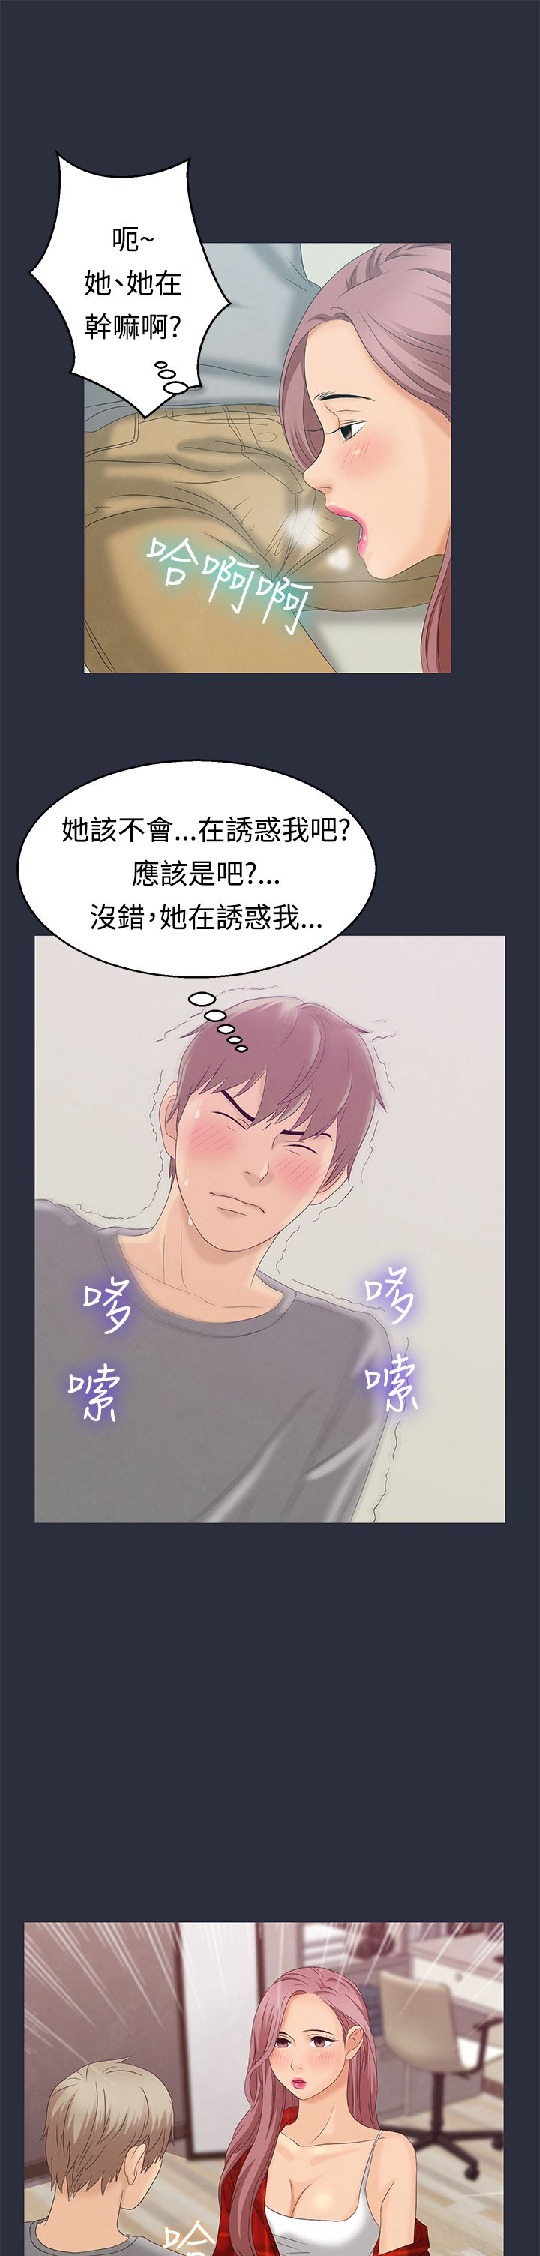 呃~
她、她在
幹嘛啊?
哈啊啊
她該不會...在誘惑我吧?
應該是吧?...
沒錯,她在誘惑我...
哆
嗦
哆
嗦
哈